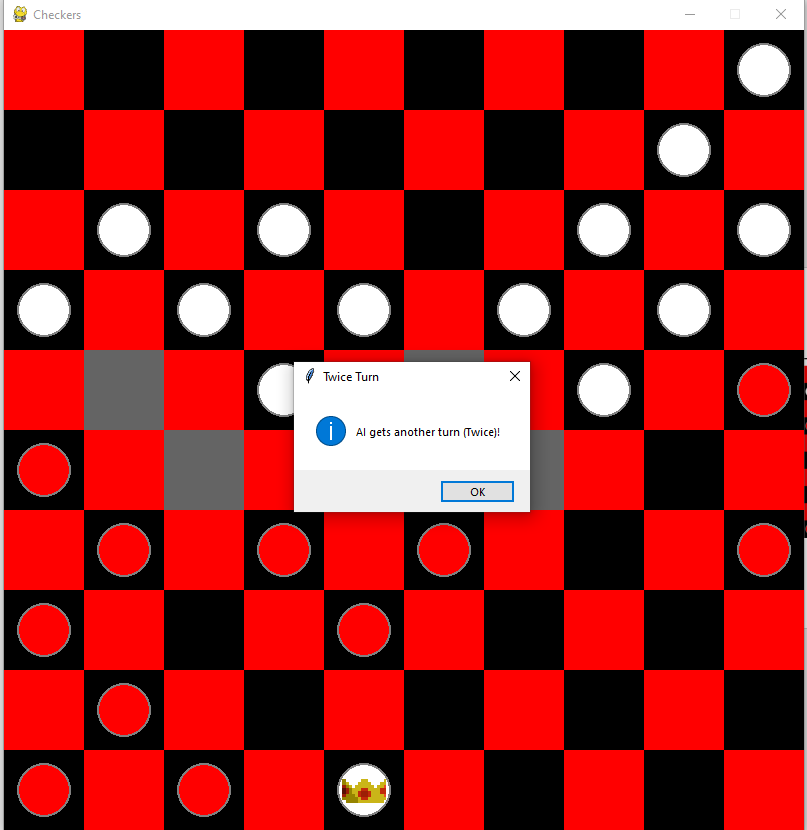 Checkers
Twice Turn
AI gets another turn (Twice)!
OK